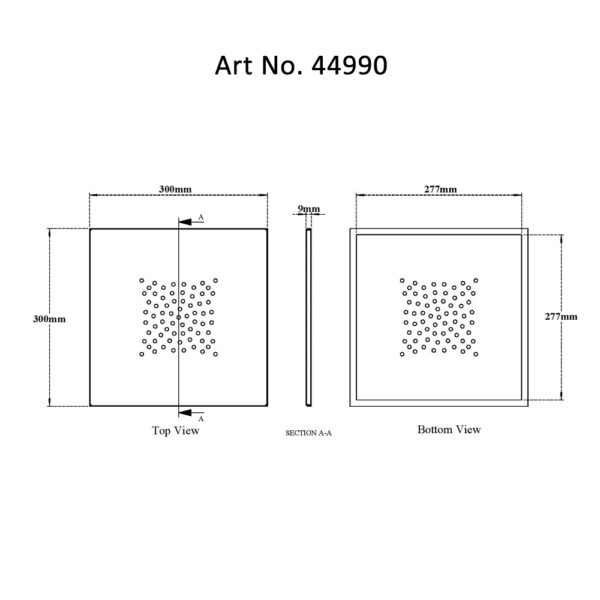 Art No. 44990
300mm
277mm
9mm
A
300mm
277mm
A
Top View
SECTION A-A
Bottom View